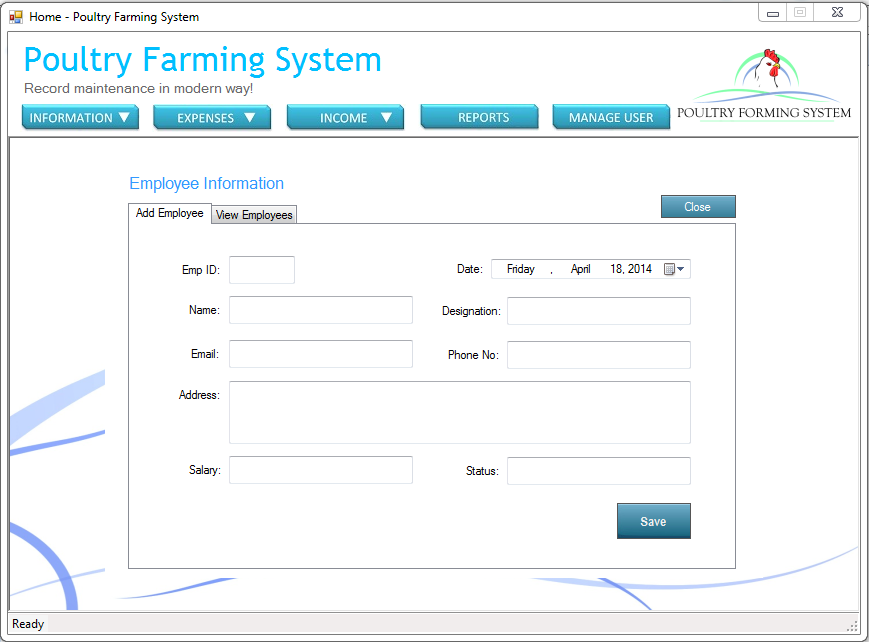 Home - Poultry Farming System
Poultry Farming System
Record maintenance in modern way!
INFORMATION ▼ EXPENSES ▼ INCOME ▼ REPORTS MANAGE USER
POULTRY FORMING SYSTEM
Employee Information
Close
Add Employee View Employees
Emp ID: Date: Friday , April 18, 2014
Name: Designation:
Email: Phone No:
Address:
Salary: Status:
Save
Ready